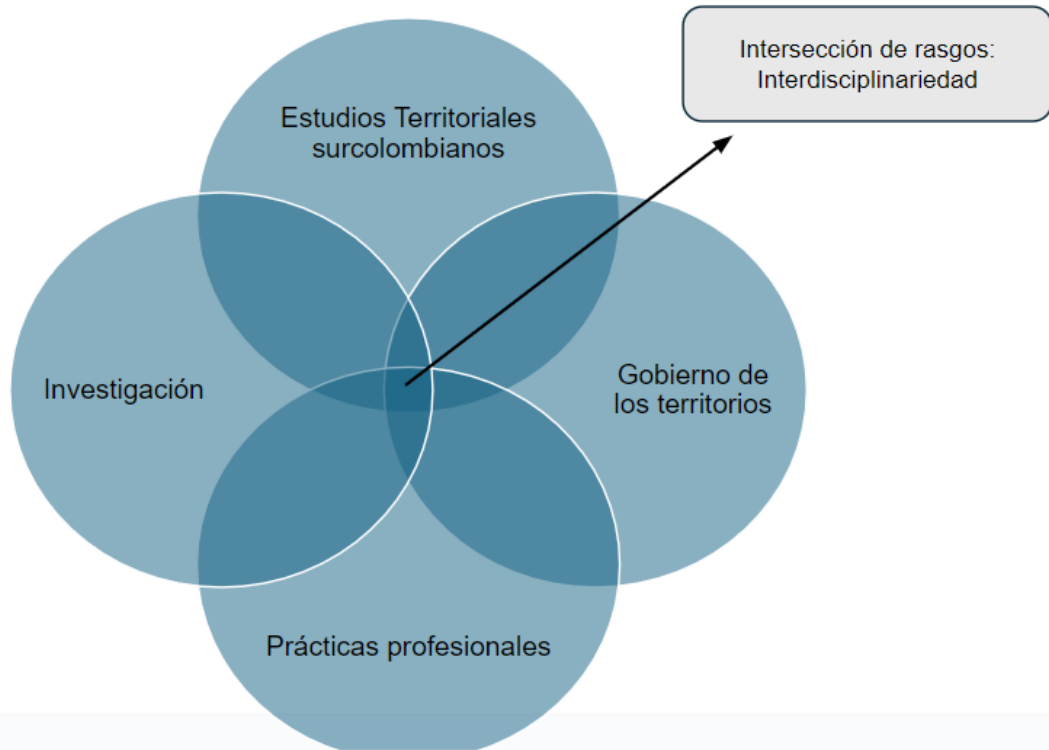 Intersección de rasgos:
Interdisciplinariedad
Estudios Territoriales
surcolombianos
Investigación
Gobierno de
los territorios
Prácticas profesionales